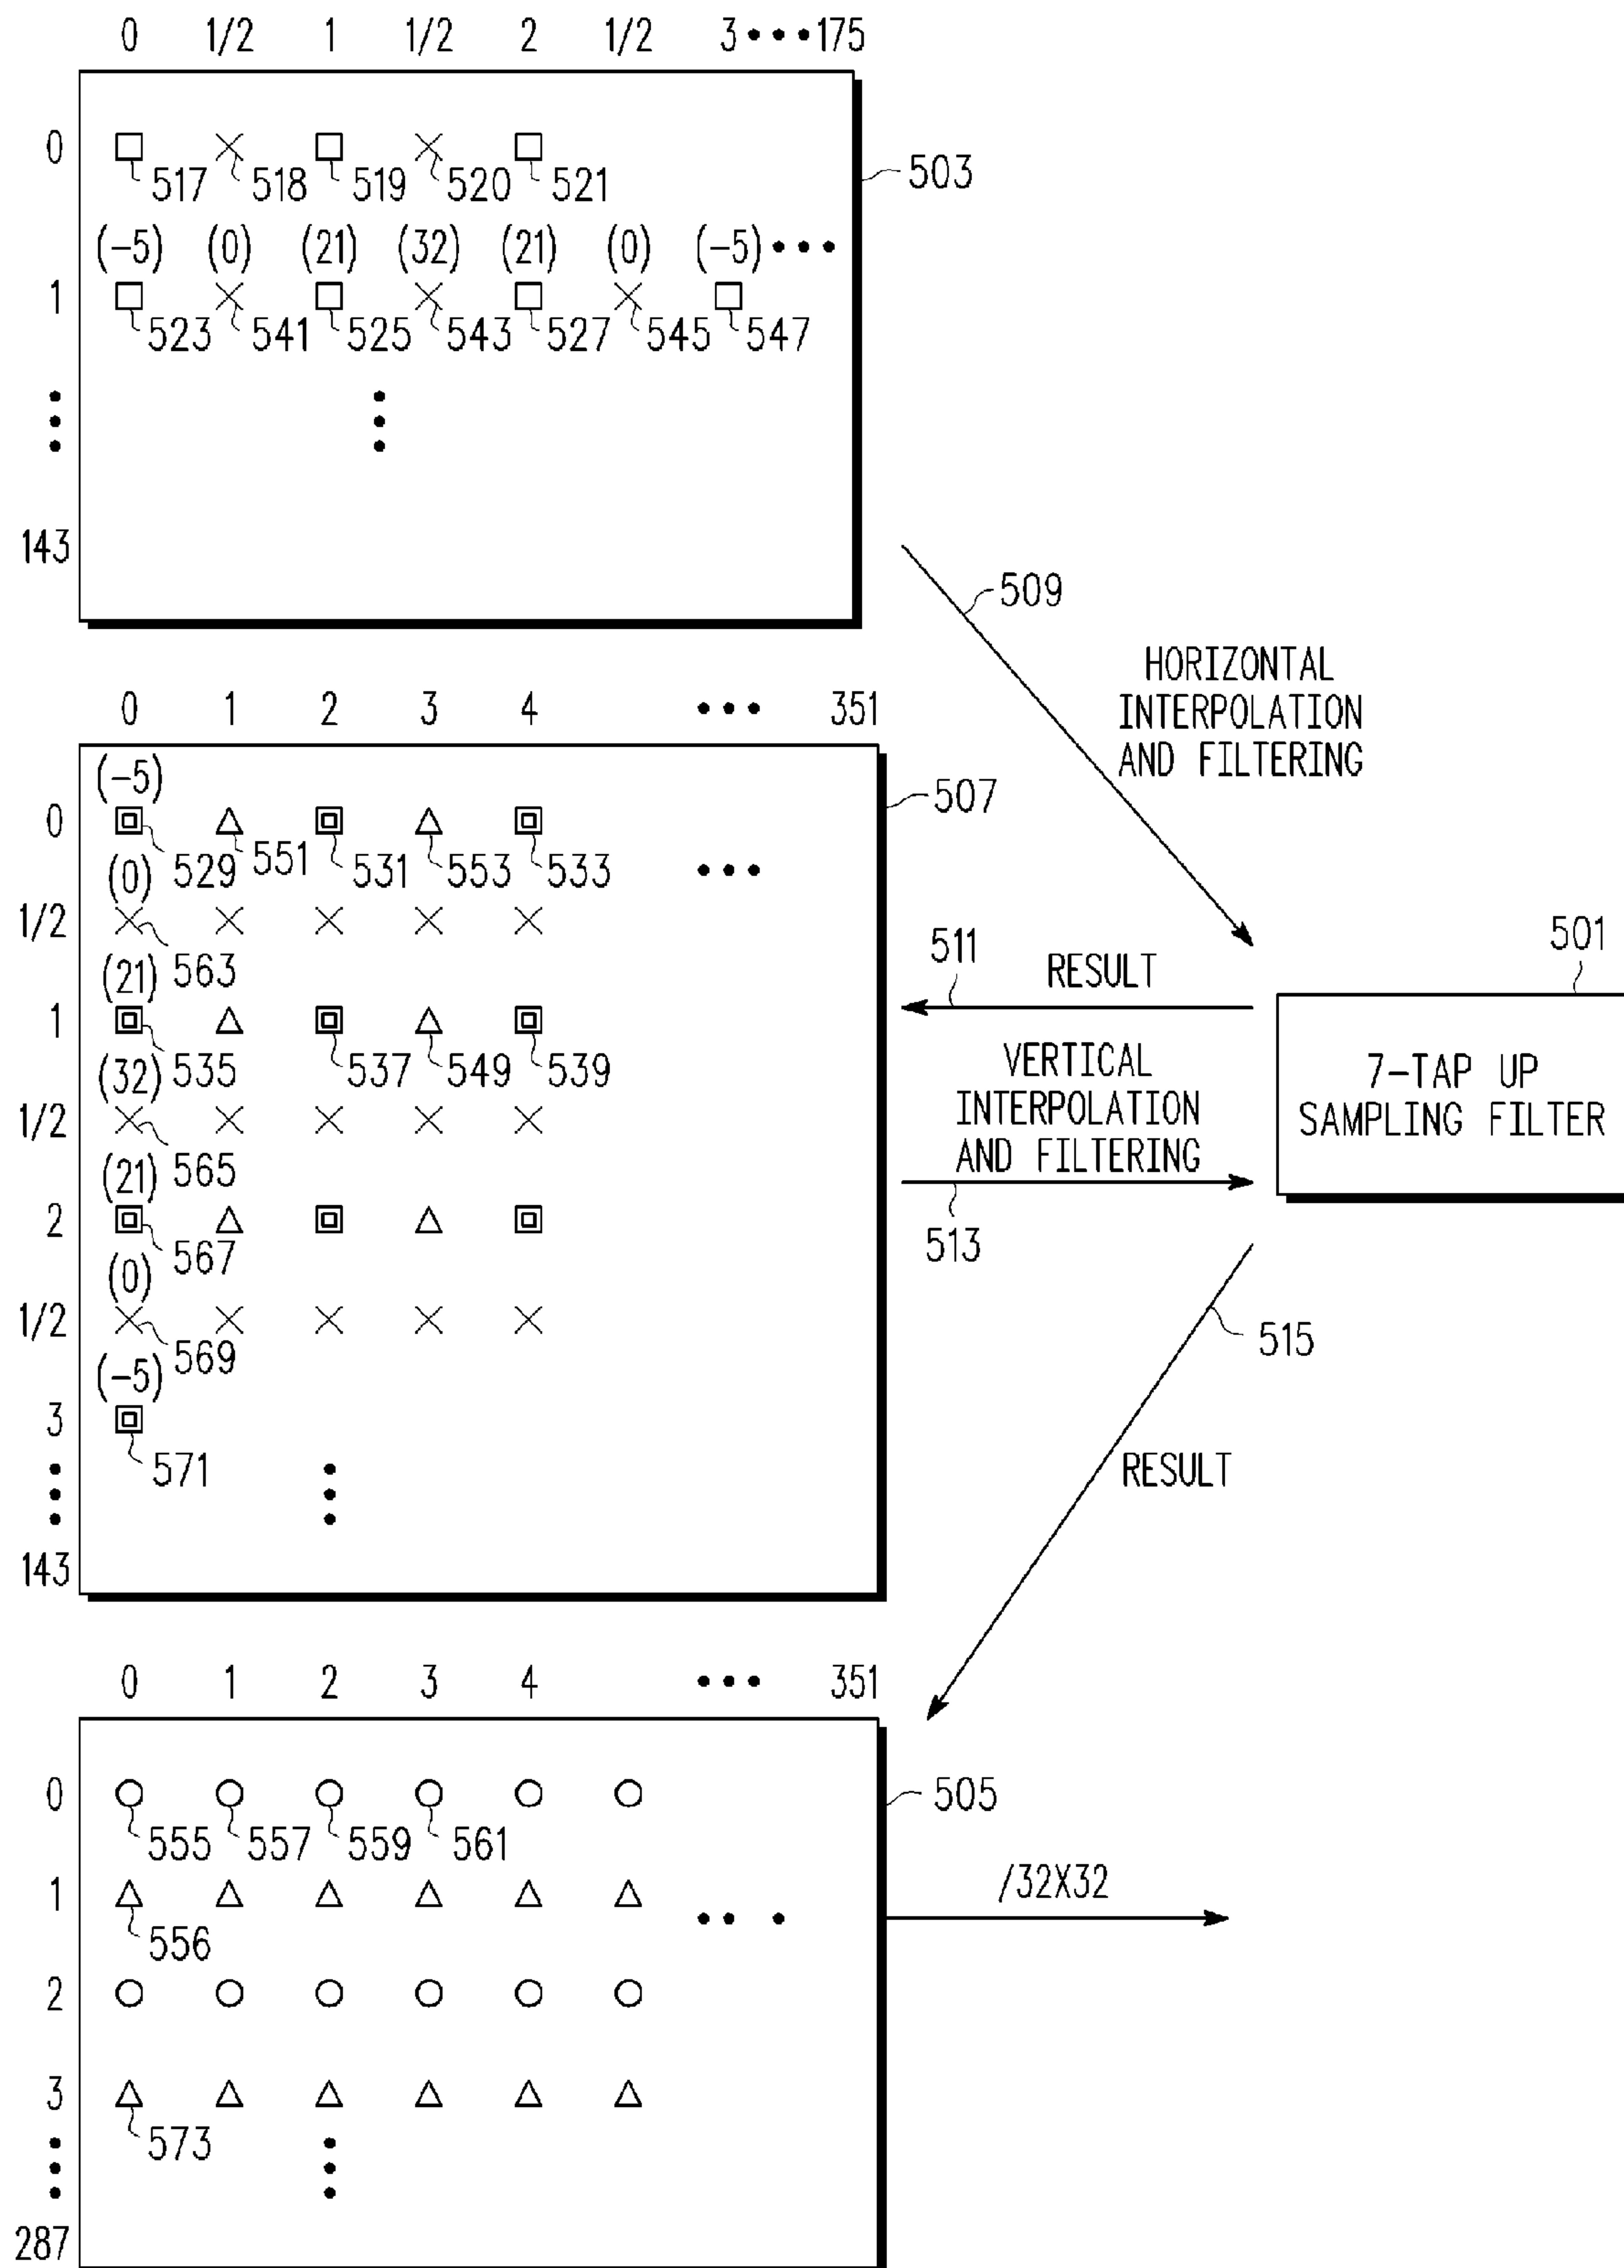 0 1/2 1 1/2 2 1/2 3•••175
0
517 518 519 520 521
503
(-5) (0) (21) (32) (21) (0) (-5)•••
1
523 541 525 543 527 545 547
143
509
HORIZONTAL
INTERPOLATION
AND FILTERING
0 1 2 3 4 ••• 351
(-5)
507
0
529 551 531 553 533
•••
(0)
1/2
563
(21)
1
535 537 549 539
(32)
1/2
565
(21)
2
567
(0)
1/2
569
(-5)
3
571
143
511
RESULT
501
VERTICAL
INTERPOLATION
AND FILTERING
513
7-TAP UP
SAMPLING FILTER
515
RESULT
0 1 2 3 4 ••• 351
0
505
555 557 559 561
1
/32X32
•• •
556
2
3
573
287